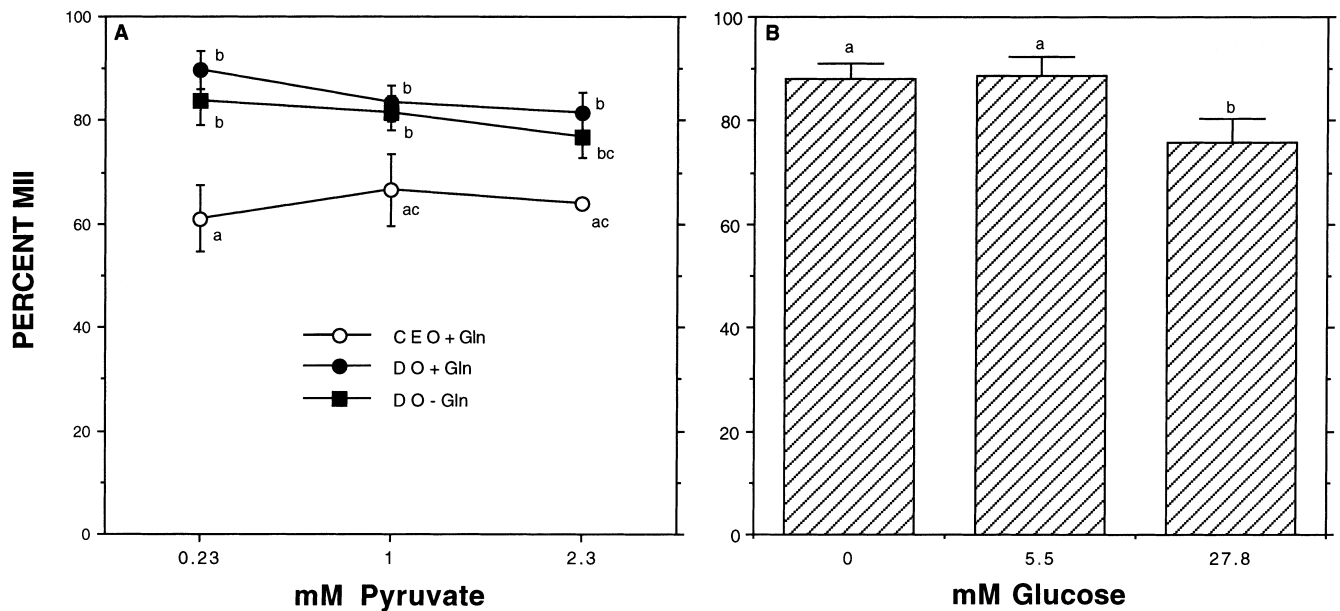 A
100
80
60
40
20
0
PERCENT MII
b
b
b
b
b
bc
a
ac
ac
C E O + Gln
D O + Gln
D O - Gln
0.23 1 2.3
mM Pyruvate
B
100
80
60
40
20
0
a
a
b
0 5.5 27.8
mM Glucose